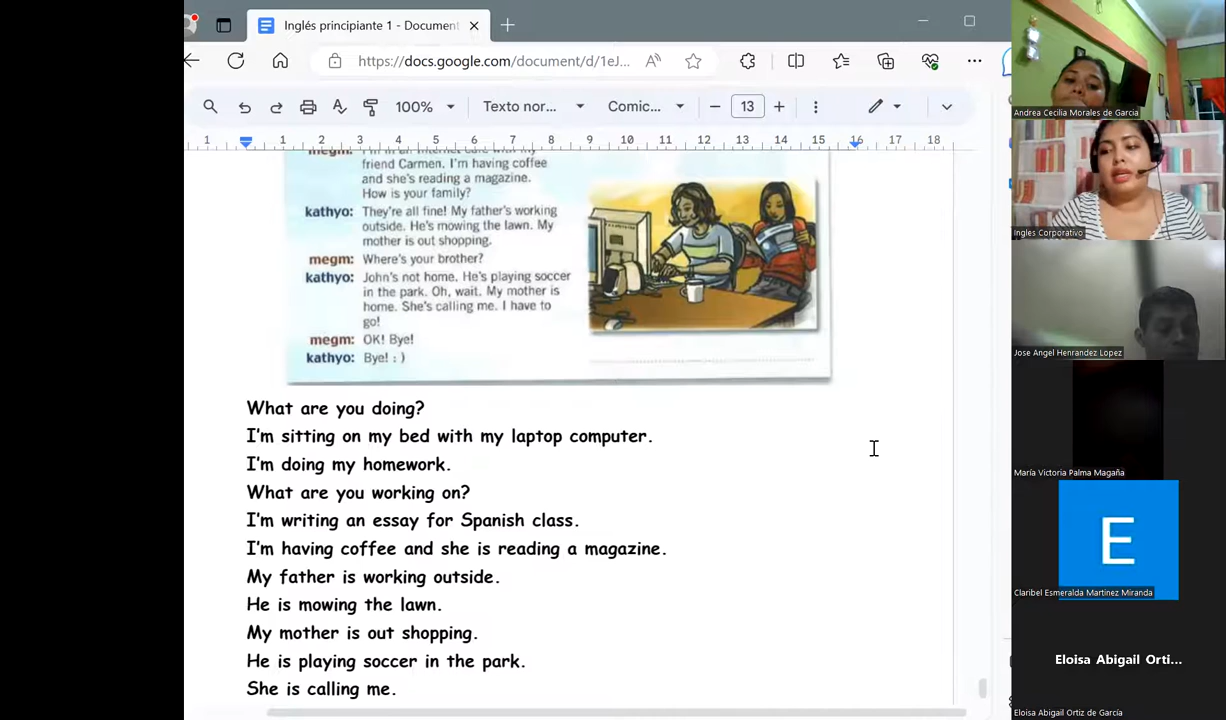 Inglés principiante 1 - Document
https://docs.google.com/document/d/1eJ...
100%
Texto nor...
Comic...
13
1 1 2 3 4 5 6 7 8 9 10 11 12 13 14 15 16 17 18
friend Carmen. I'm having coffee
and she's reading a magazine.
How is your family?
kathyo: They're all fine! My father's working
outside. He's mowing the lawn. My
mother is out shopping.
megm: Where's your brother?
kathyo: John's not home. He's playing soccer
in the park. Oh, wait. My mother is
home. She's calling me. I have to
go!
megm: OK! Bye!
kathyo: Bye! : )
What are you doing?
I'm sitting on my bed with my laptop computer.
I'm doing my homework.
What are you working on?
I'm writing an essay for Spanish class.
I'm having coffee and she is reading a magazine.
My father is working outside.
He is mowing the lawn.
My mother is out shopping.
He is playing soccer in the park.
She is calling me.
Andrea Cecilia Morales de Garcia
Ingles Corporativo
Jose Angel Henrandez Lopez
María Victoria Palma Magaña
E
Claribel Esmeralda Martinez Miranda
Eloisa Abigail Orti...
Eloisa Abigail Ortiz de García